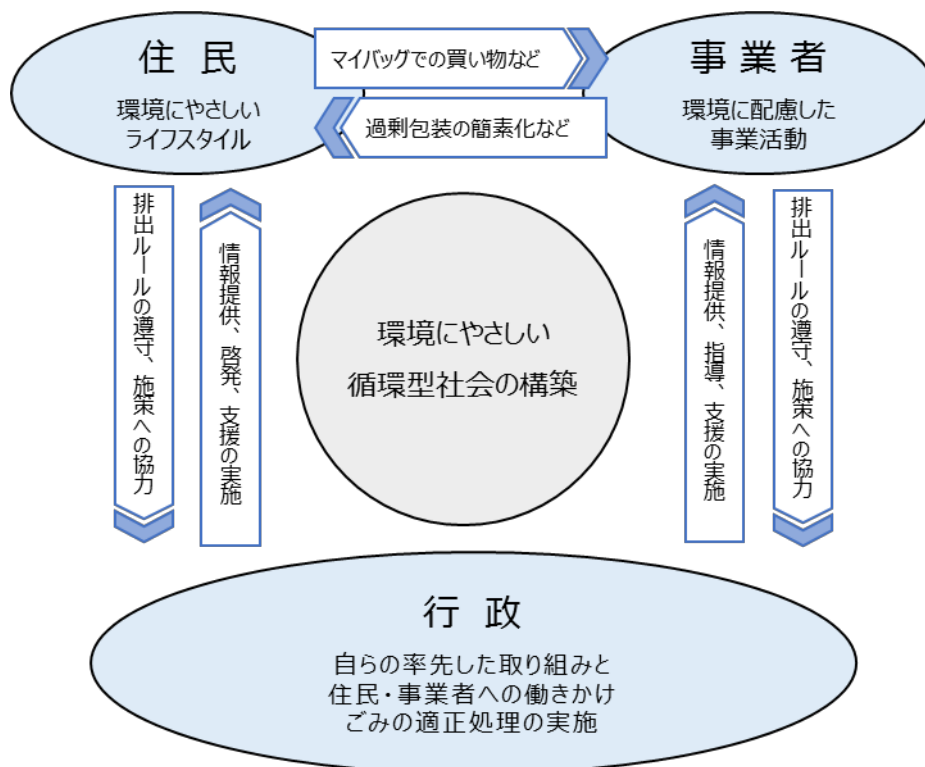 住 民
環境にやさしい
ライフスタイル
マイバッグでの買い物など
過剰包装の簡素化など
事 業 者
環境に配慮した
事業活動
排出ルールの遵守、施策への協力
情報提供、啓発、支援の実施
環境にやさしい
循環型社会の構築
情報提供、指導、支援の実施
排出ルールの遵守、施策への協力
行 政
自らの率先した取り組みと
住民・事業者への働きかけ
ごみの適正処理の実施